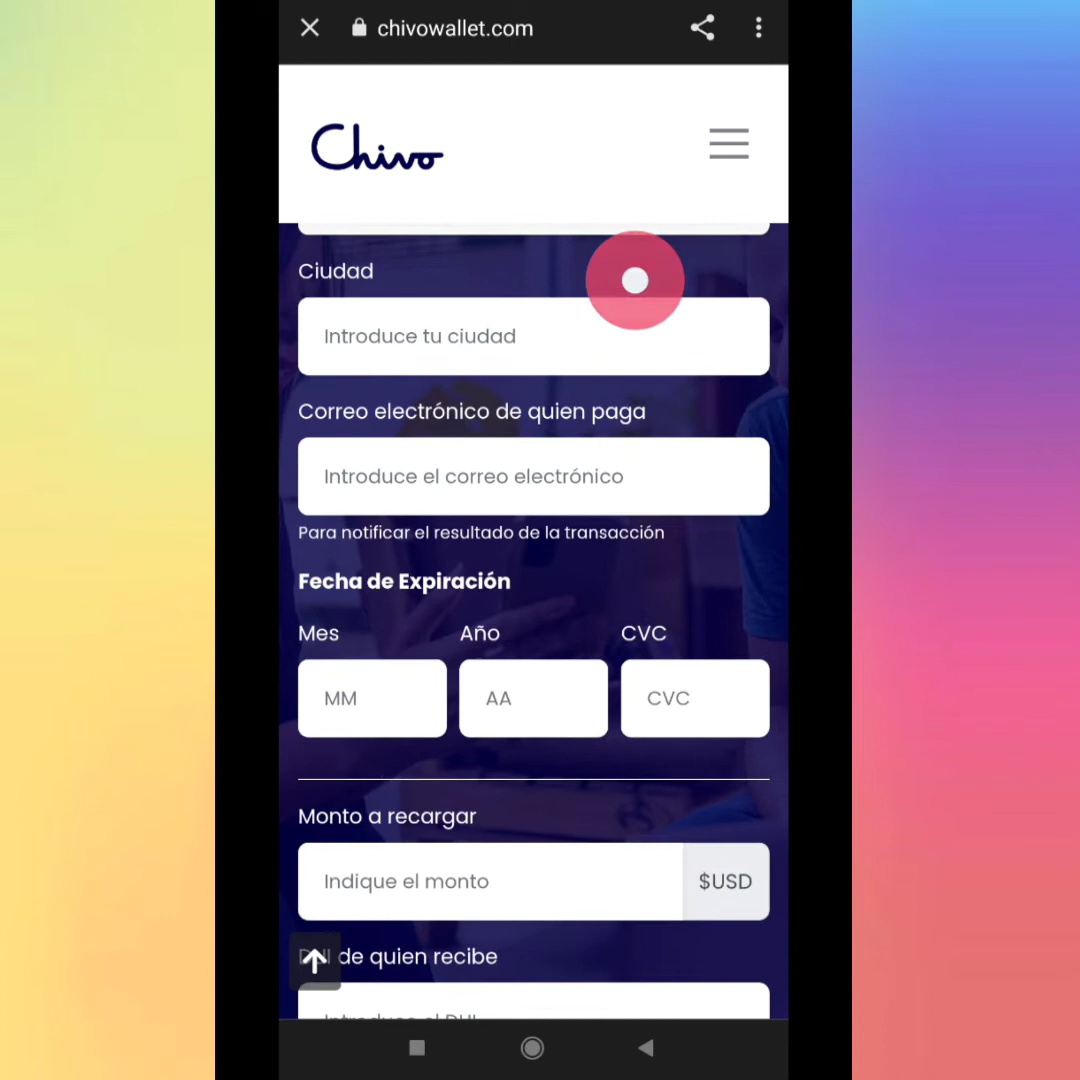 chivowallet.com
Chivo
Ciudad
Introduce tu ciudad
Correo electrónico de quien paga
Introduce el correo electrónico
Para notificar el resultado de la transacción
Fecha de Expiración
Mes Año CVC
MM AA CVC
Monto a recargar
Indique el monto $USD
de quien recibe